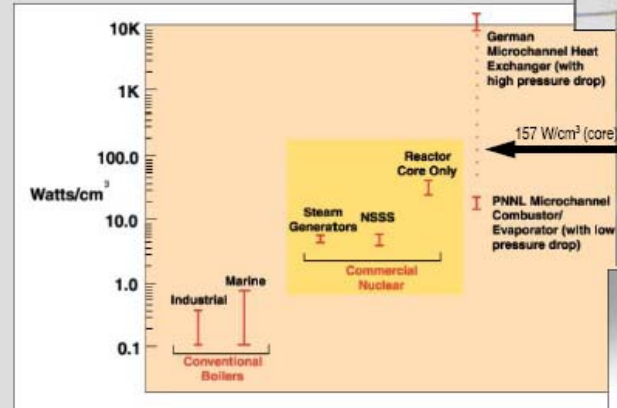 10K
1K
100.0
10.0
1.0
0.1
Watts/cm³
Industrial
Marine
Conventional
Boilers
Steam
Generators
NSSS
Reactor
Core Only
Commercial
Nuclear
German
Microchannel Heat
Exchanger (with
high pressure drop)
157 W/cm³ (core)
PNNL Microchannel
Combustor/
Evaporator (with low
pressure drop)